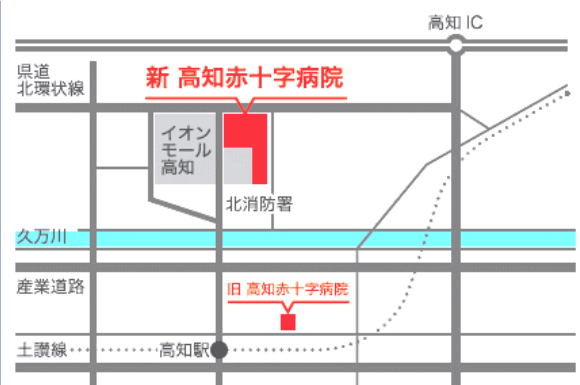 高知 IC
県道
北環状線
新 高知赤十字病院
イオン
モール
高知
北消防署
久万川
産業道路
旧 高知赤十字病院
土讃線
高知駅